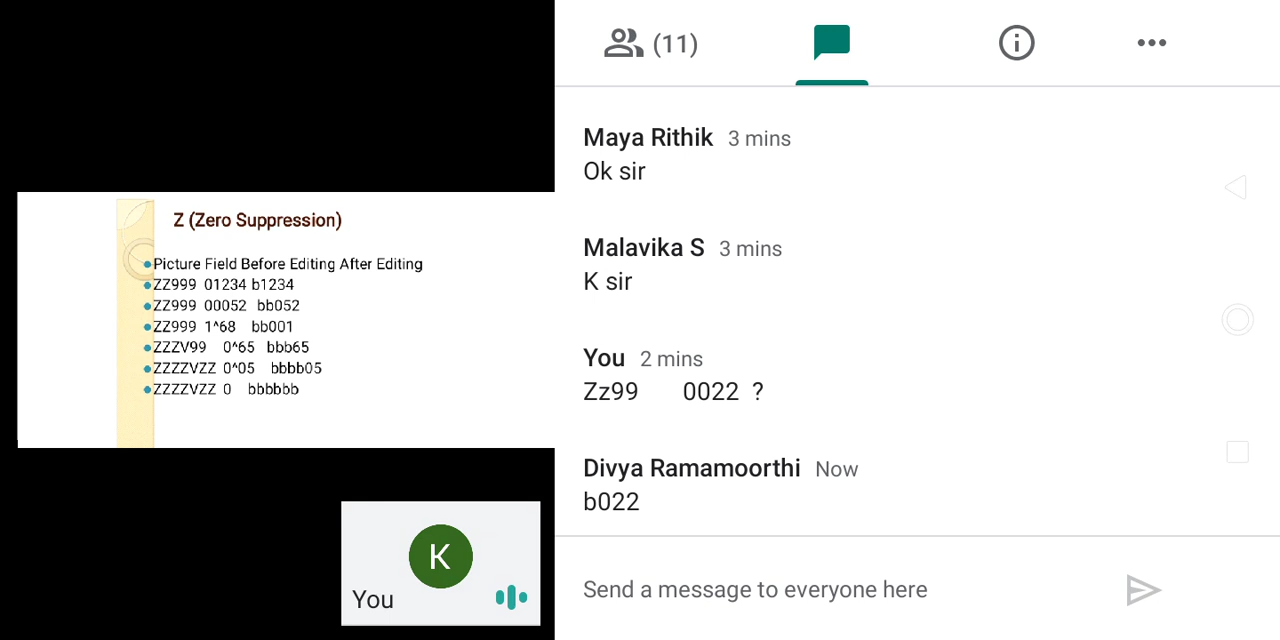 Z (Zero Suppression)
Picture Field Before Editing After Editing
ZZ999 01234 b1234
ZZ999 00052 bb052
ZZ999 1^68 bb001
ZZZV99 0^65 bbb65
ZZZZVZZ 0^05 bbbb05
ZZZZVZZ 0 bbbbbb
K
You
(11)
Maya Rithik 3 mins
Ok sir
Malavika S 3 mins
K sir
You 2 mins
Zz99 0022 ?
Divya Ramamoorthi Now
b022
Send a message to everyone here